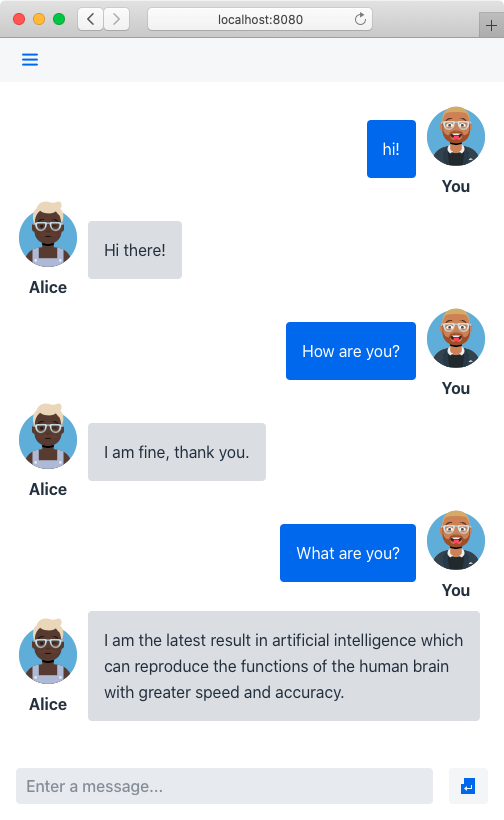 localhost:8080
hi!
You
Hi there!
Alice
How are you?
You
I am fine, thank you.
Alice
What are you?
You
I am the latest result in artificial intelligence which
can reproduce the functions of the human brain
with greater speed and accuracy.
Alice
Enter a message...